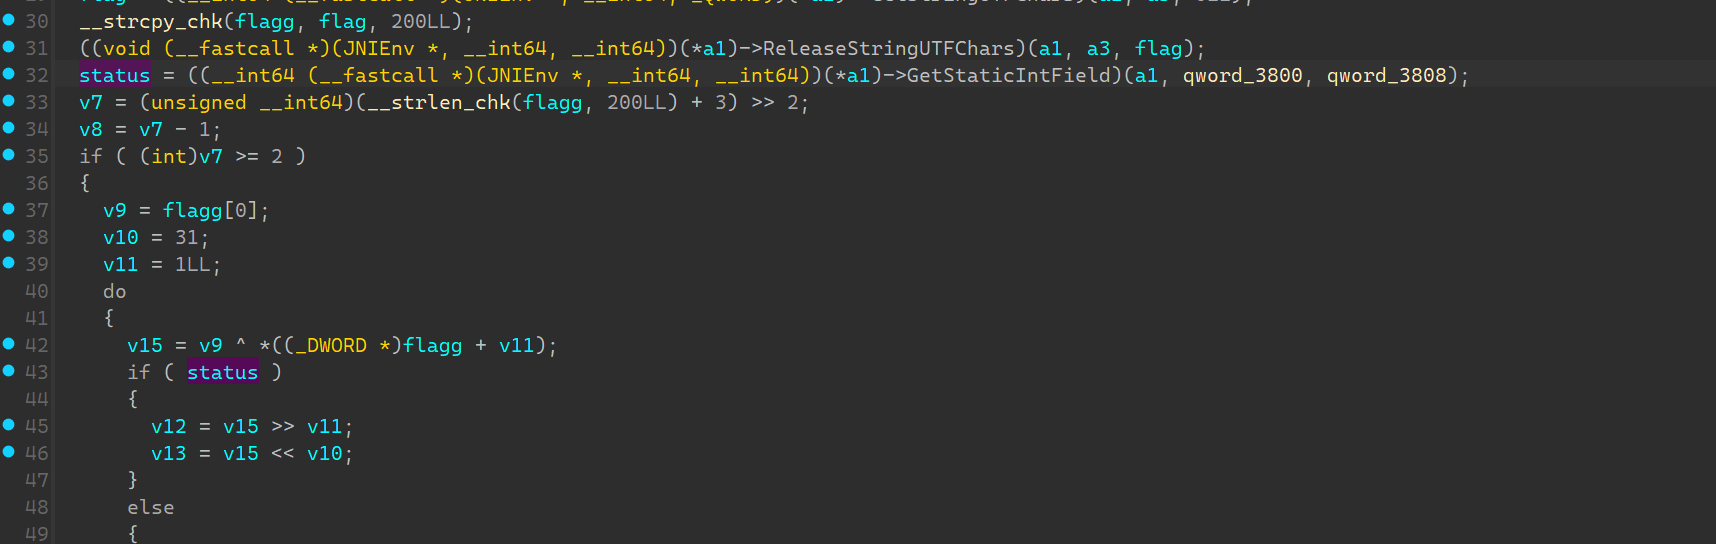 30 __strcpy_chk(flagg, flag, 200LL);
31 ((void (__fastcall *)(JNIEnv *, __int64, __int64))(*a1)->ReleaseStringUTFChars)(a1, a3, flag);
32 status = ((__int64 (__fastcall *)(JNIEnv *, __int64, __int64))(*a1)->GetStaticIntField)(a1, qword_3800, qword_3808);
33 v7 = (unsigned __int64)(__strlen_chk(flagg, 200LL) + 3) >> 2;
34 v8 = v7 - 1;
35 if ( (int)v7 >= 2 )
36 {
37 v9 = flagg[0];
38 v10 = 31;
39 v11 = 1LL;
40 do
41 {
42 v15 = v9 ^ *((_DWORD *)flagg + v11);
43 if ( status )
44 {
45 v12 = v15 >> v11;
46 v13 = v15 << v10;
47 }
48 else
49 {